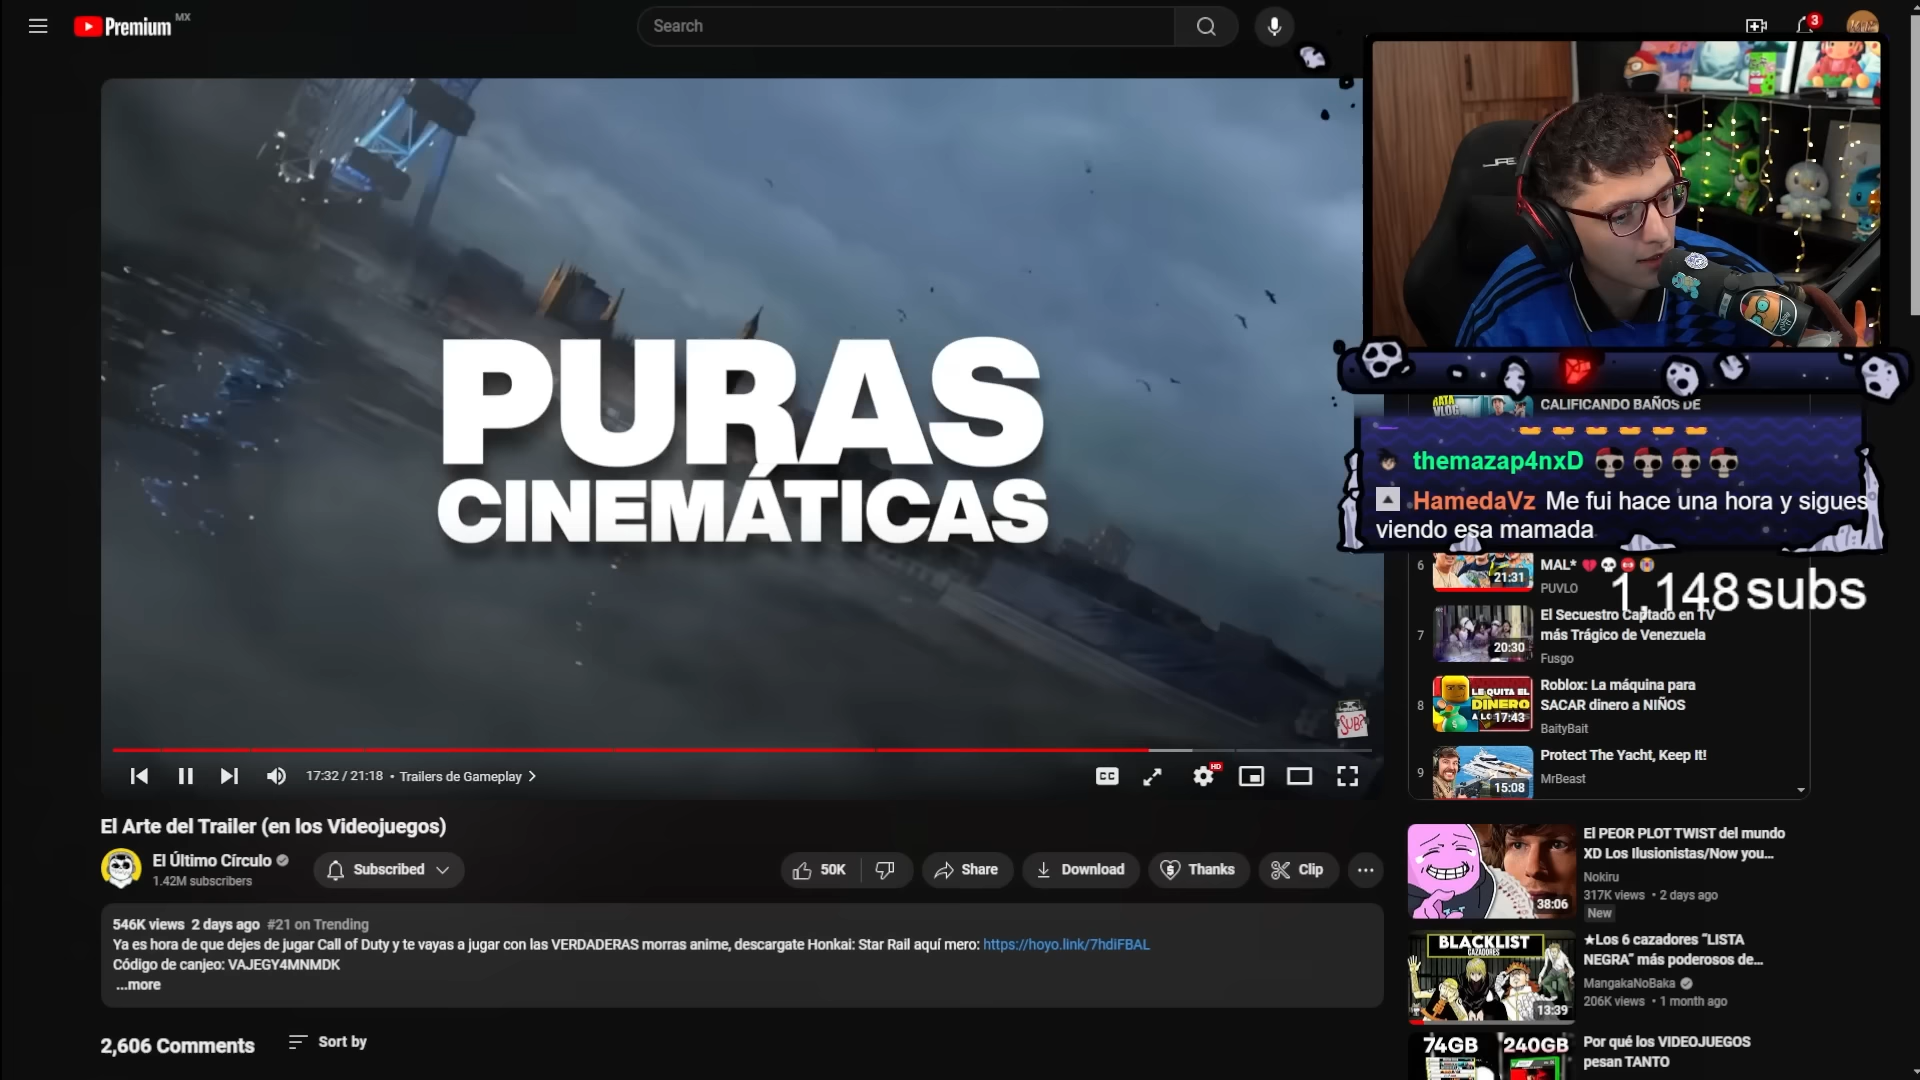 Premium MX
Search
3
PURAS
CINEMÁTICAS
SUB?
17:32 / 21:18 • Trailers de Gameplay
CC
HD
El Arte del Trailer (en los Videojuegos)
El Último Círculo
1.42M subscribers
Subscribed
50K
Share
Download
Thanks
Clip
546K views 2 days ago #21 on Trending
Ya es hora de que dejes de jugar Call of Duty y te vayas a jugar con las VERDADERAS morras anime, descargate Honkai: Star Rail aquí mero: https://hoyo.link/7hdiFBAL
Código de canjeo: VAJEGY4MNMDK
...more
2,606 Comments
Sort by
RATA
VLOG
CALIFICANDO BAÑOS DE
themazap4nxD
HamedaVz Me fui hace una hora y sigues
viendo esa mamada
1,148 subs
6
21:31
MAL*
PUVLO
7
20:30
El Secuestro Captado en TV
más Trágico de Venezuela
Fusgo
8
LE QUITA EL
DINERO
A LO
17:43
Roblox: La máquina para
SACAR dinero a NIÑOS
BaityBait
9
15:08
Protect The Yacht, Keep It!
MrBeast
38:06
El PEOR PLOT TWIST del mundo
XD Los Ilusionistas/Now you...
Nokiru
317K views • 2 days ago
New
BLACKLIST
CAZADORES
13:39
★Los 6 cazadores “LISTA
NEGRA” más poderosos de...
MangakaNoBaka
206K views • 1 month ago
74GB
240GB
Por qué los VIDEOJUEGOS
pesan TANTO